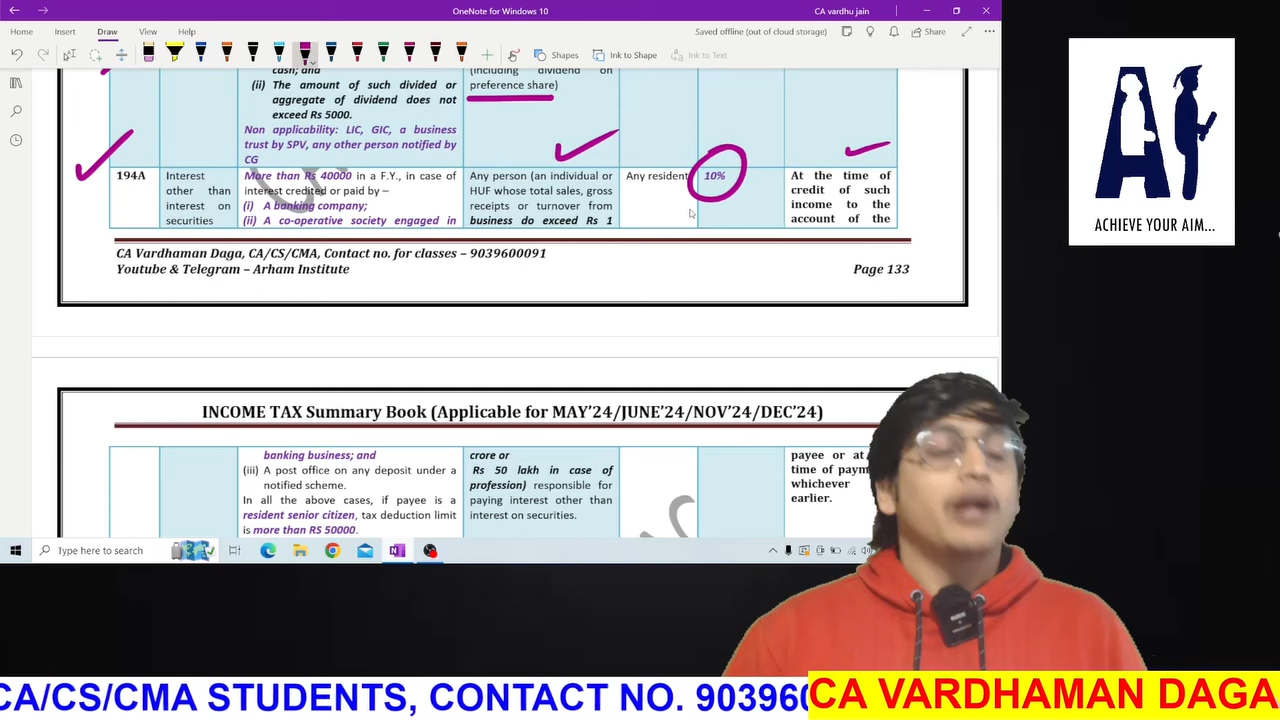 OneNote for Windows 10
CA vardhu jain
Home
Insert
Draw
View
Help
Saved offline (out of cloud storage)
Share
Shapes
Ink to Shape
Ink to Text
cash; and
(ii) The amount of such divided or
aggregate of dividend does not
exceed Rs 5000.
Non applicability: LIC, GIC, a business
trust by SPV, any other person notified by
CG
(including dividend on
preference share)
194A
Interest
other than
interest on
securities
More than Rs 40000 in a F.Y., in case of
interest credited or paid by –
(i) A banking company;
(ii) A co-operative society engaged in
Any person (an individual or
HUF whose total sales, gross
receipts or turnover from
business do exceed Rs 1
Any resident
10%
At the time of
credit of such
income to the
account of the
CA Vardhaman Daga, CA/CS/CMA, Contact no. for classes – 9039600091
Youtube & Telegram – Arham Institute
Page 133
INCOME TAX Summary Book (Applicable for MAY'24/JUNE'24/NOV'24/DEC'24)
banking business; and
(iii) A post office on any deposit under a
notified scheme.
In all the above cases, if payee is a
resident senior citizen, tax deduction limit
is more than RS 50000.
crore or
Rs 50 lakh in case of
profession) responsible for
paying interest other than
interest on securities.
payee or at
time of paym
whichever
earlier.
Type here to search
ACHIEVE YOUR AIM...
CA/CS/CMA STUDENTS, CONTACT NO. 903960
CA VARDHAMAN DAGA